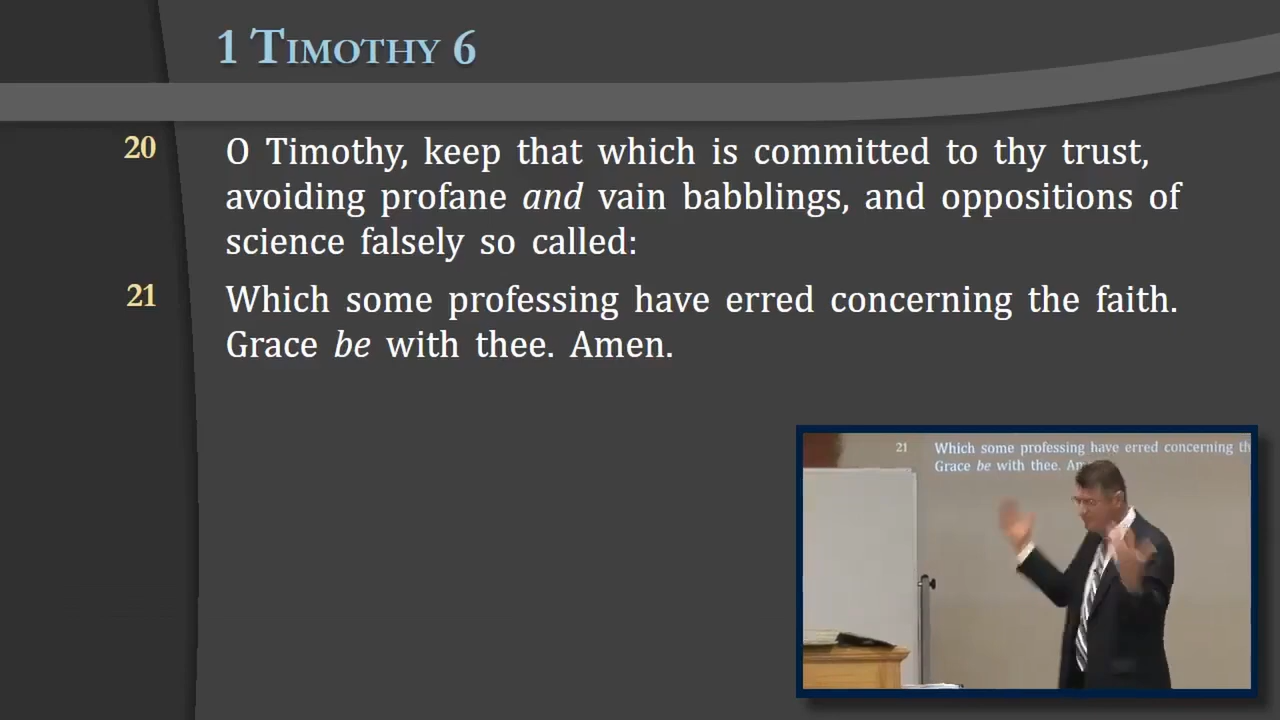 1 Timothy 6
20 O Timothy, keep that which is committed to thy trust,
avoiding profane and vain babblings, and oppositions of
science falsely so called:
21 Which some professing have erred concerning the faith.
Grace be with thee. Amen.
21 Which some professing have erred concerning
Grace be with thee.